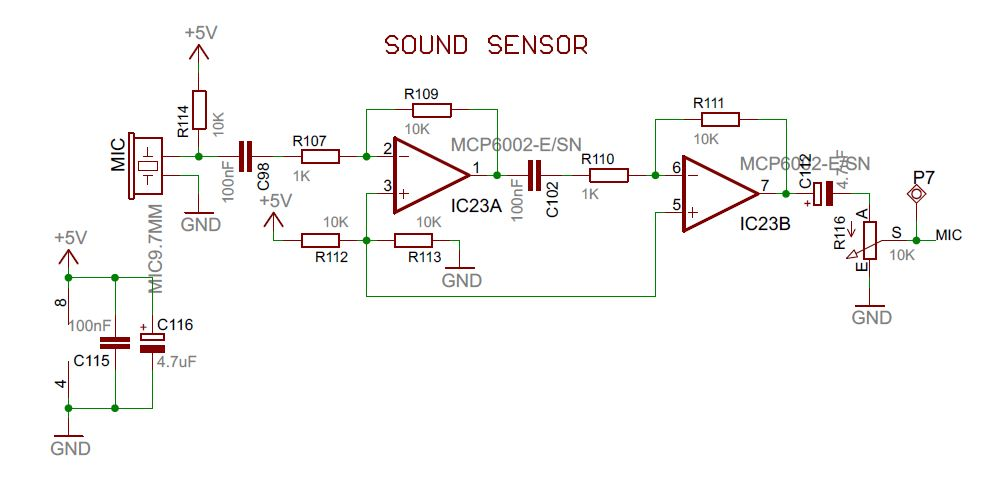 SOUND SENSOR
+5V
R114
10K
MIC
MIC9.7MM
100nF
C98
GND
R107
1K
R109
10K
MCP6002-E/SN
2
3
1
IC23A
+5V
10K
R112
10K
R113
GND
100nF
C102
R110
1K
R111
10K
MCP6002-E/SN
6
5
7
IC23B
C112
4.7uF
R116
A
S
E
10K
P7
MIC
GND
+5V
8
4
100nF
C115
C116
4.7uF
GND